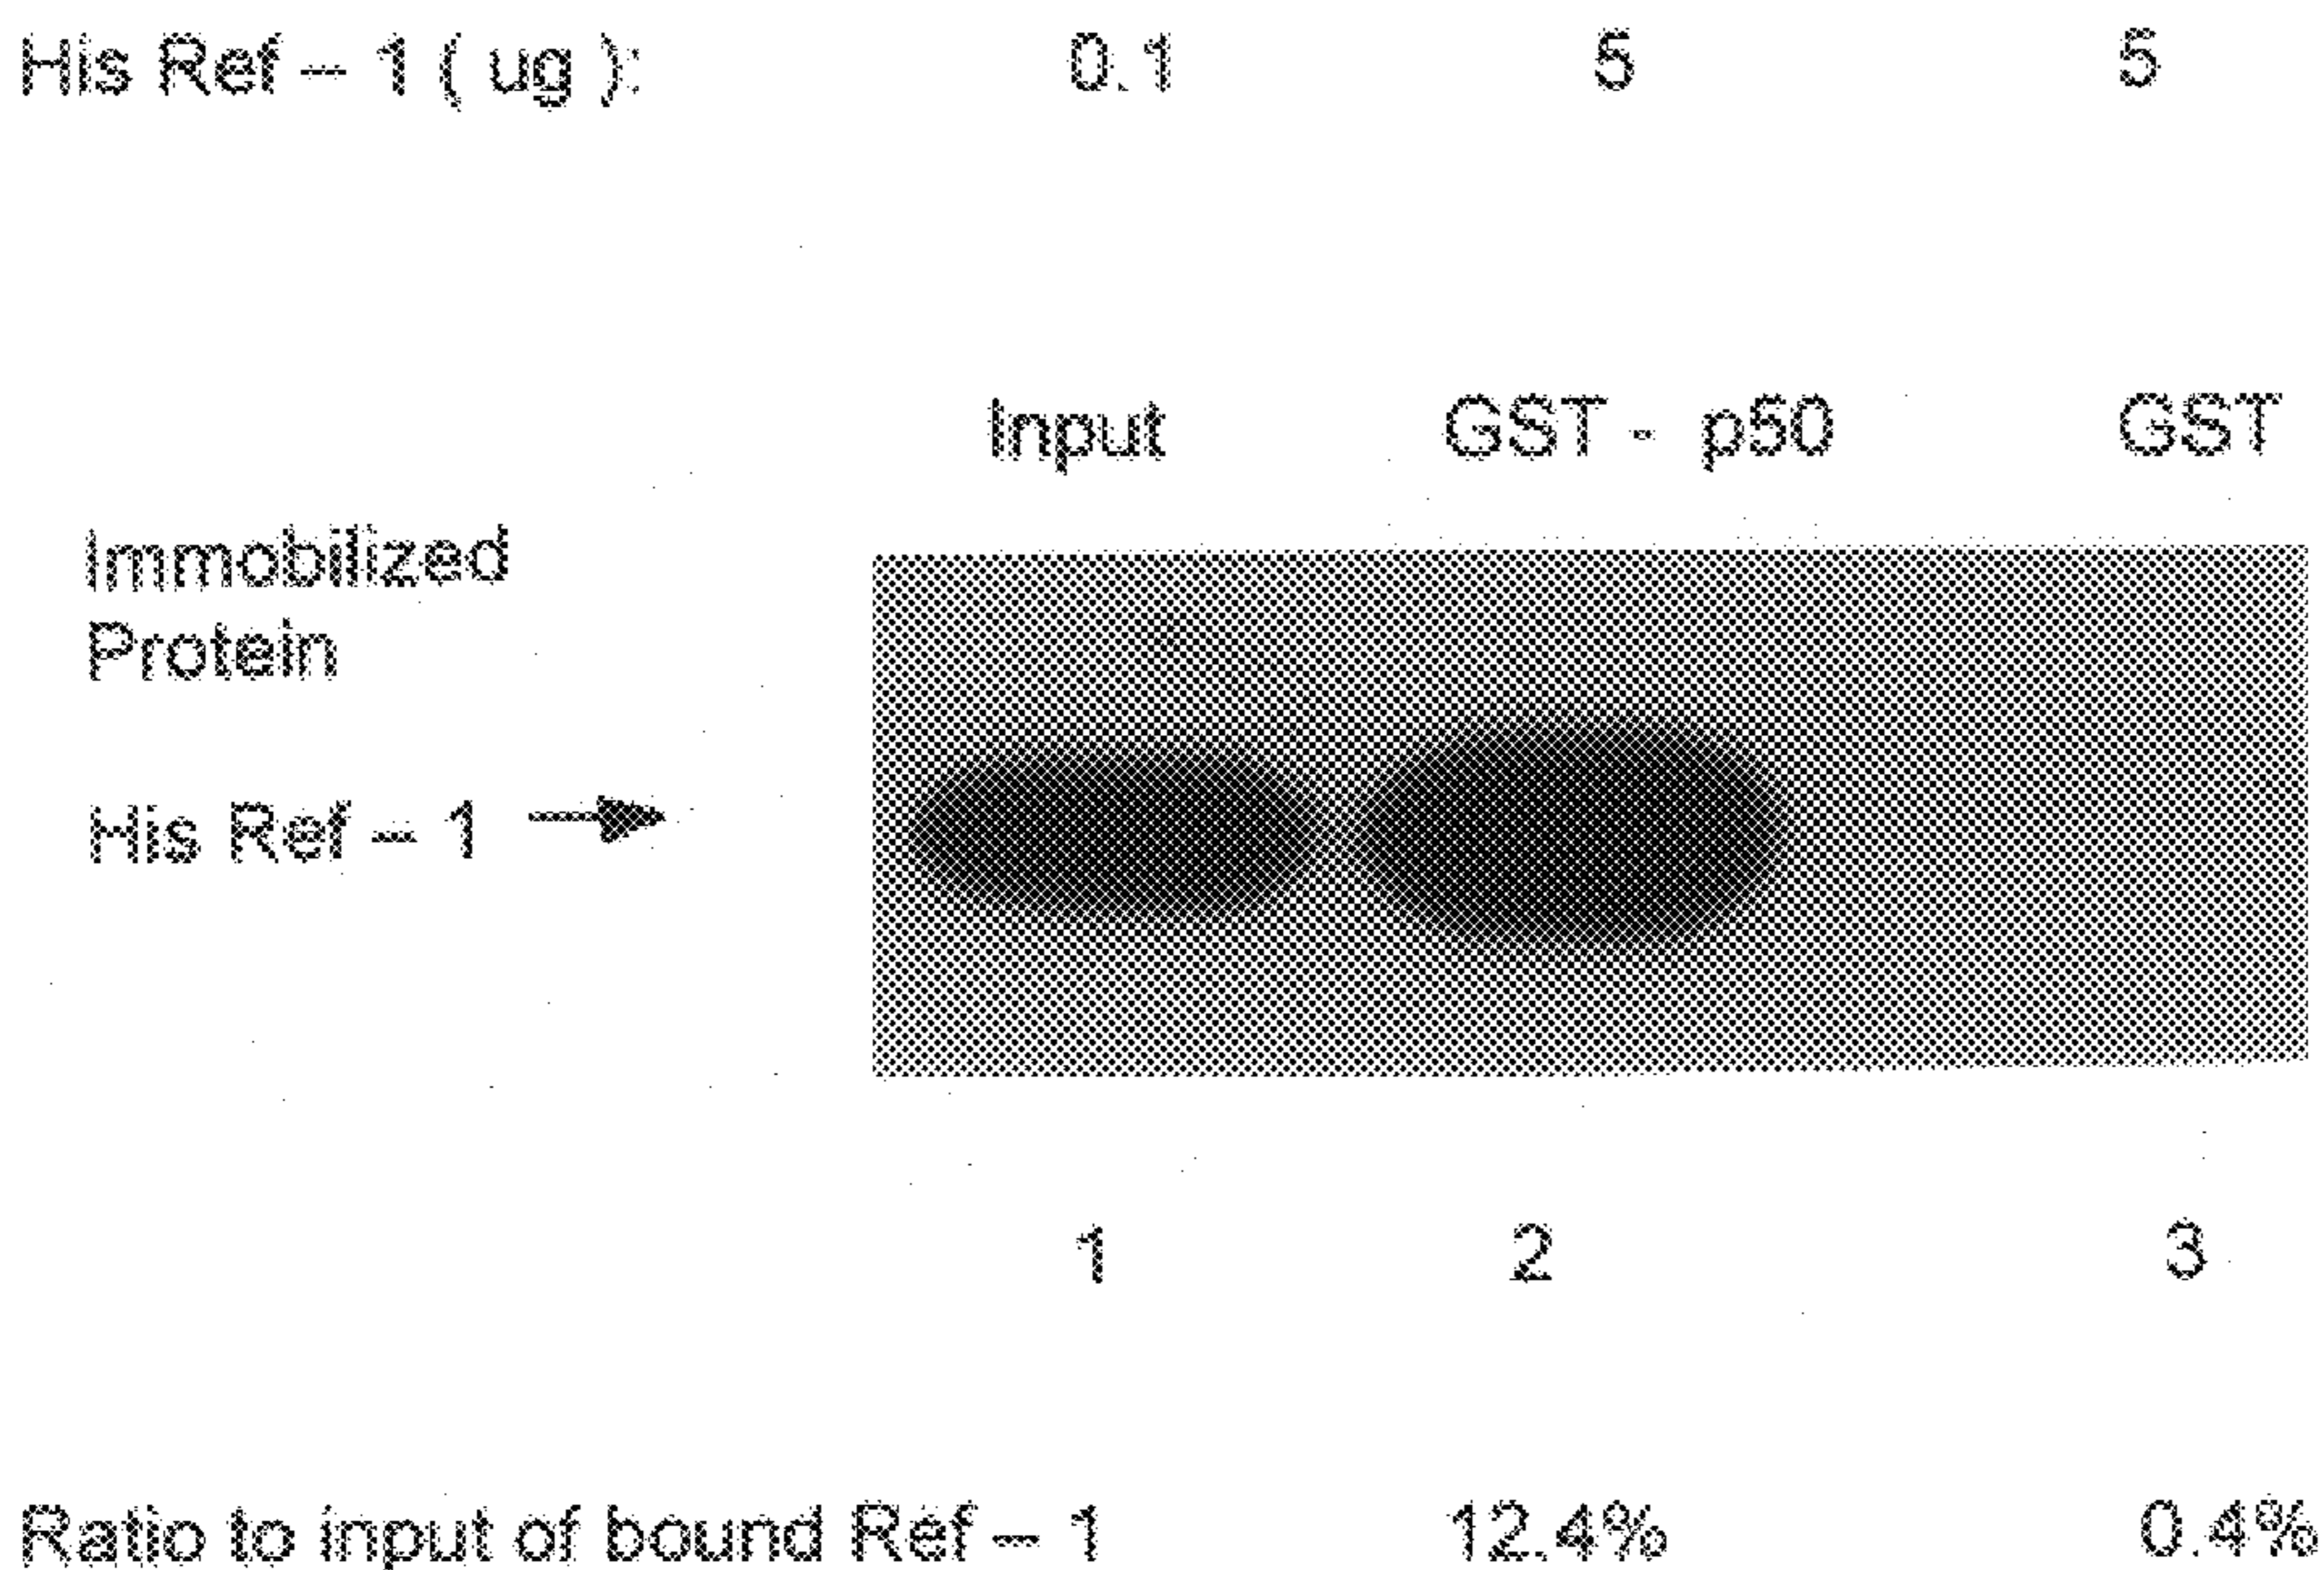 His Ref – 1 ( ug ): 0.1 5 5
Input GST - p50 GST
Immobilized
Protein
His Ref – 1
1 2 3
Ratio to input of bound Ref – 1 12.4% 0.4%